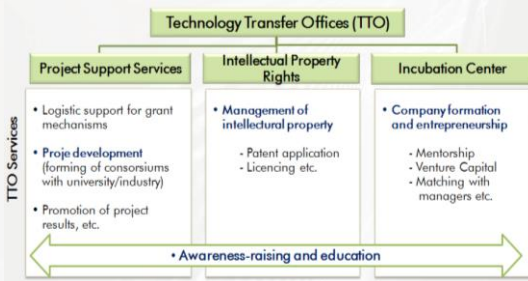 Technology Transfer Offices (TTO)
Project Support Services
Intellectual Property
Rights
Incubation Center
TTO Services
• Logistic support for grant
mechanisms
• Proje development
(forming of consorsiums
with university/industry)
• Promotion of project
results, etc.
• Management of
intellectural property
- Patent application
- Licencing etc.
• Company formation
and entrepreneurship
- Mentorship
- Venture Capital
- Matching with
managers etc.
• Awareness-raising and education